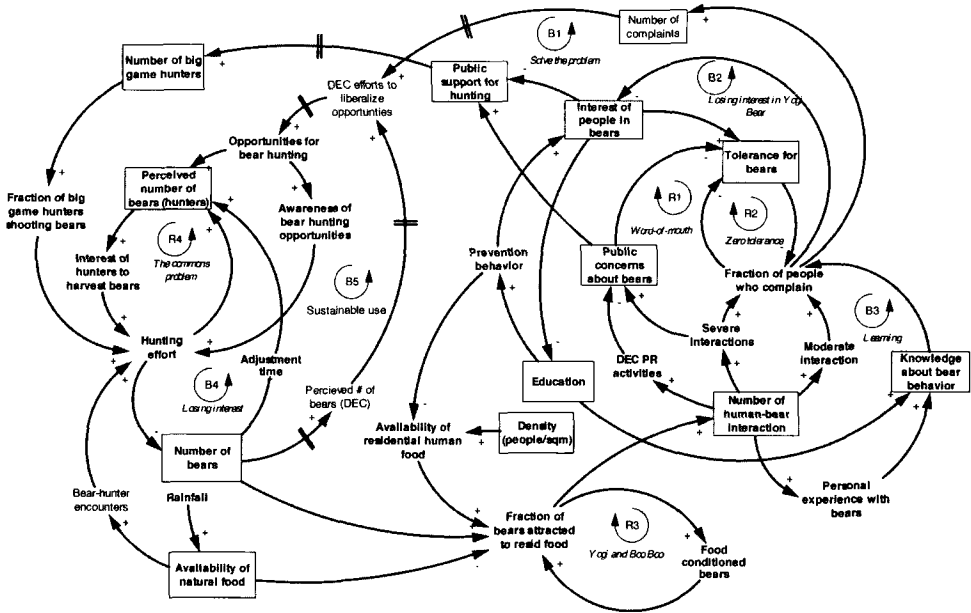 Number of
complaints
B1
Solve the problem
Number of big
game hunters
DEC efforts to
liberalize
opportunties
Public
support for
hunting
B2
Losing interest in Yogi
Bear
Interest of
people in
bears
Opportunities for
bear hunting
Tolerance for
bears
Perceived
number of
bears (hunters)
Fraction of big
game hunters
shooting bears
Awareness of
bear hunting
opportunities
R1
Word-of-mouth
R2
Zero tolerance
R4
The commons
problem
Interest of
hunters to
harvest bears
Prevention
behavior
Public
concerns
about bears
Fraction of people
who complain
B5
Sustainable use
B3
Learning
Severe
interactions
Moderate
interaction
Hunting
effort
Adjustment
time
DEC PR
activities
Knowledge
about bear
behavior
B4
Losing interest
Percieved # of
bears (DEC)
Education
Number of
human-bear
interaction
Availability of
residential human
food
Density
(people/sqm)
Number of
bears
Bear-hunter
encounters
Rainfall
Personal
experience with
bears
Fraction of
bears attracted
to resid food
R3
Yogi and Boo Boo
Food
conditioned
bears
Availability of
natural food